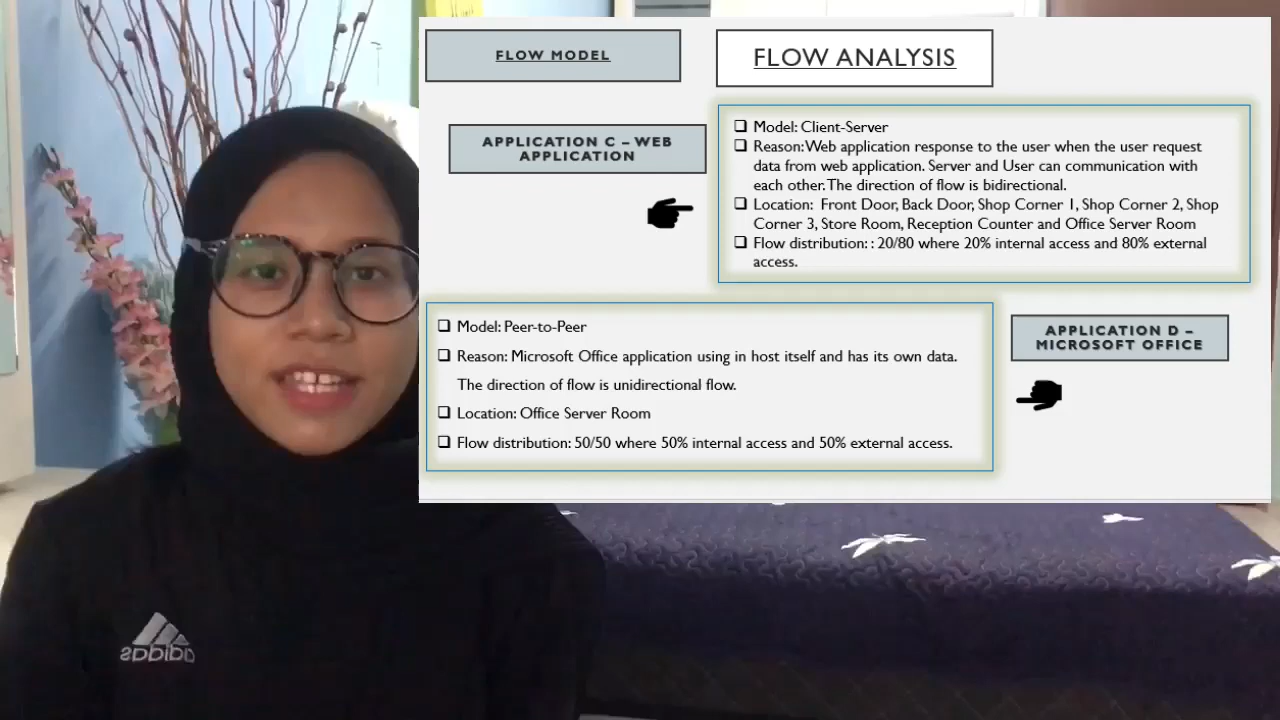 FLOW MODEL
FLOW ANALYSIS
APPLICATION C – WEB
APPLICATION
❑ Model: Client-Server
❑ Reason: Web application response to the user when the user request
data from web application. Server and User can communication with
each other. The direction of flow is bidirectional.
❑ Location: Front Door, Back Door, Shop Corner 1, Shop Corner 2, Shop
Corner 3, Store Room, Reception Counter and Office Server Room
❑ Flow distribution: : 20/80 where 20% internal access and 80% external
access.
❑ Model: Peer-to-Peer
❑ Reason: Microsoft Office application using in host itself and has its own data.
The direction of flow is unidirectional flow.
❑ Location: Office Server Room
❑ Flow distribution: 50/50 where 50% internal access and 50% external access.
APPLICATION D –
MICROSOFT OFFICE
adidas